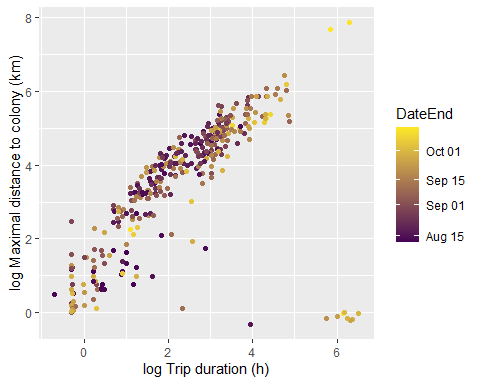 8
6
4
2
0
0
2
4
6
log Trip duration (h)
log Maximal distance to colony (km)
DateEnd
Oct 01
Sep 15
Sep 01
Aug 15